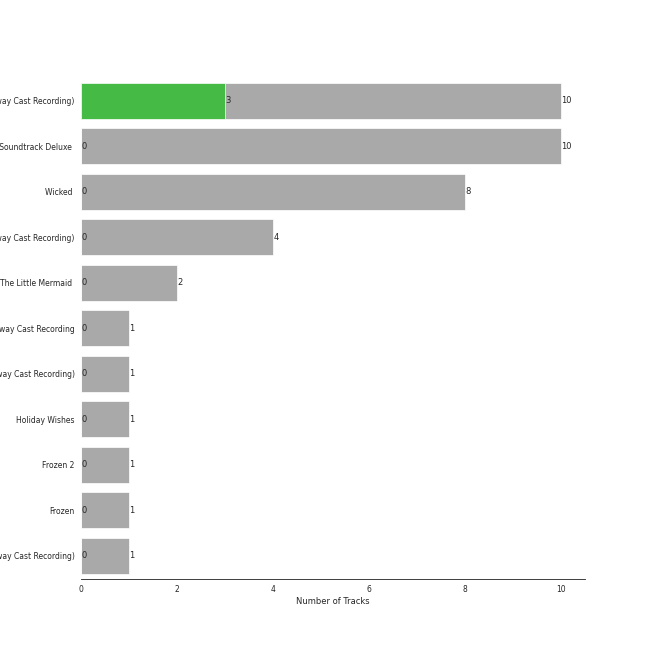 way Cast Recording) 3 10
Soundtrack Deluxe 0 10
Wicked 0 8
way Cast Recording) 0 4
The Little Mermaid 0 2
way Cast Recording 0 1
way Cast Recording) 0 1
Holiday Wishes 0 1
Frozen 2 0 1
Frozen 0 1
way Cast Recording) 0 1
0 2 4 6 8 10
Number of Tracks